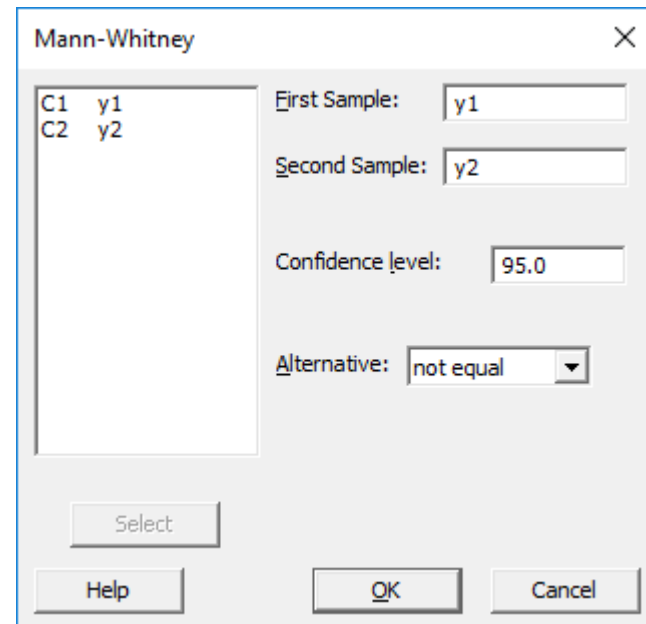 Mann-Whitney
C1 y1
C2 y2
First Sample: y1
Second Sample: y2
Confidence level: 95.0
Alternative: not equal
Select
Help
OK
Cancel